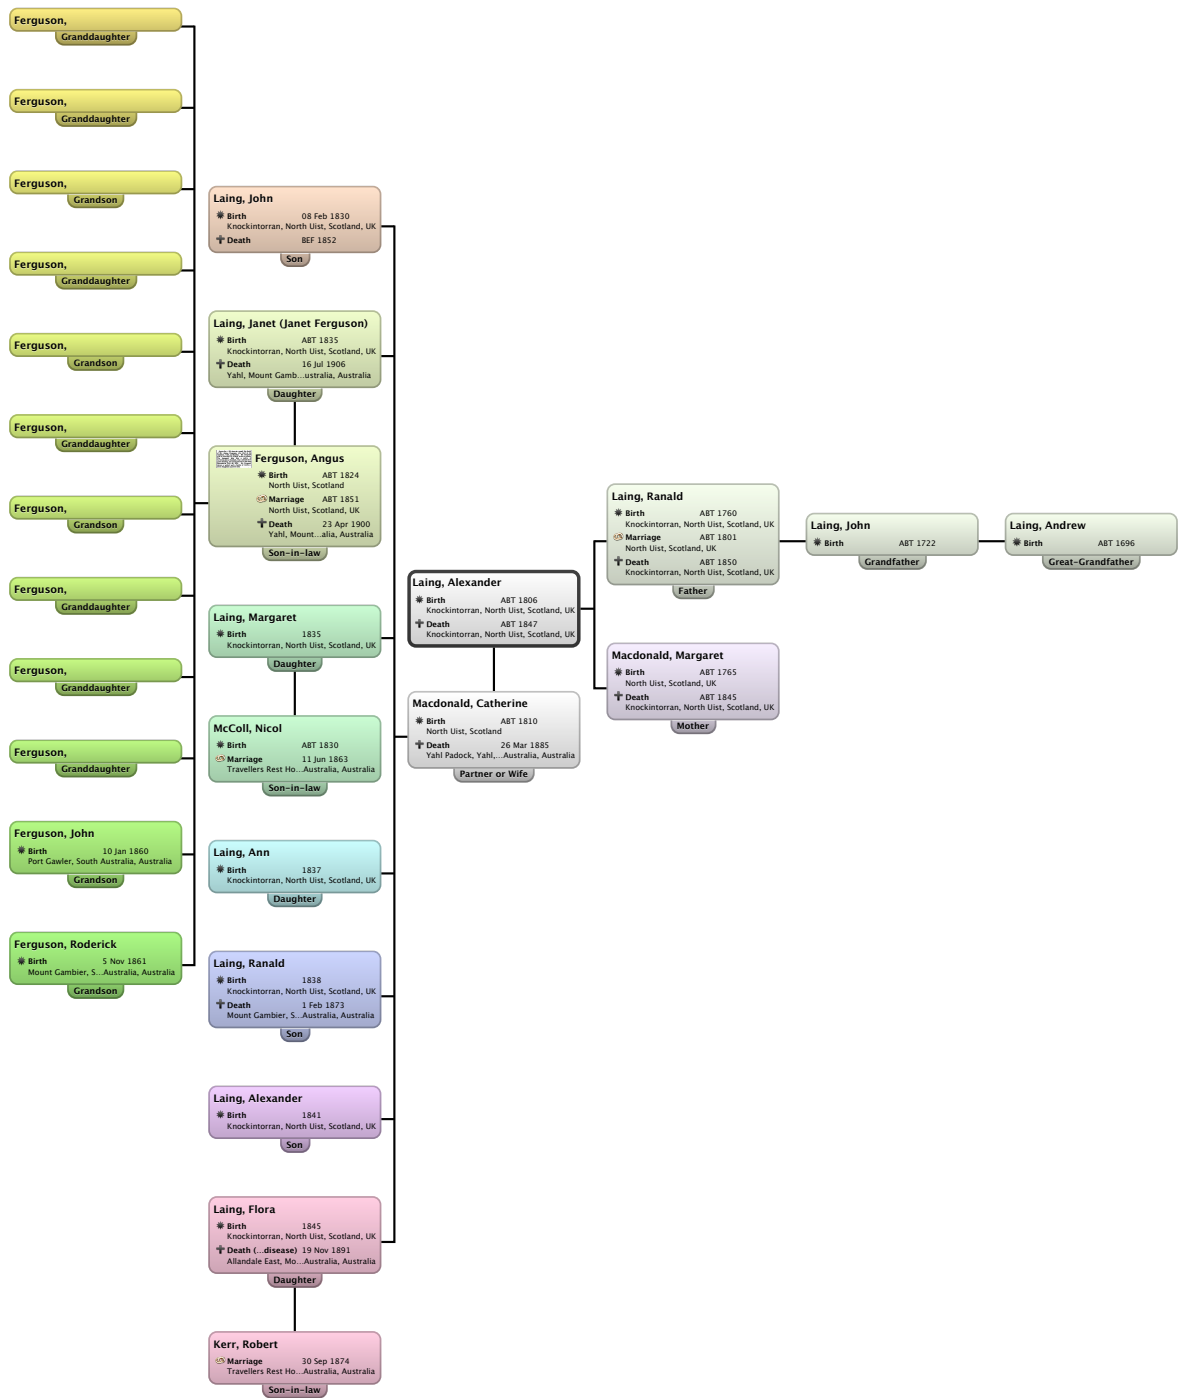 Ferguson,
Granddaughter
Ferguson,
Granddaughter
Ferguson,
Grandson
Ferguson,
Granddaughter
Ferguson,
Grandson
Ferguson,
Granddaughter
Ferguson,
Grandson
Ferguson,
Granddaughter
Ferguson,
Granddaughter
Ferguson,
Granddaughter
Ferguson, John
Birth 10 Jan 1860
Port Gawler, South Australia, Australia
Grandson
Ferguson, Roderick
Birth 5 Nov 1861
Mount Gambier, S...Australia, Australia
Grandson
Laing, John
Birth 08 Feb 1830
Knockintorran, North Uist, Scotland, UK
Death BEF 1852
Son
Laing, Janet (Janet Ferguson)
Birth ABT 1835
Knockintorran, North Uist, Scotland, UK
Death 16 Jul 1906
Yahl, Mount Gamb...ustralia, Australia
Daughter
Ferguson, Angus
Birth ABT 1824
North Uist, Scotland
Marriage ABT 1851
North Uist, Scotland, UK
Death 23 Apr 1900
Yahl, Mount...alia, Australia
Son-in-law
Laing, Margaret
Birth 1835
Knockintorran, North Uist, Scotland, UK
Daughter
McColl, Nicol
Birth ABT 1830
Marriage 11 Jun 1863
Travellers Rest Ho...Australia, Australia
Son-in-law
Laing, Ann
Birth 1837
Knockintorran, North Uist, Scotland, UK
Daughter
Laing, Ranald
Birth 1838
Knockintorran, North Uist, Scotland, UK
Death 1 Feb 1873
Mount Gambier, S...Australia, Australia
Son
Laing, Alexander
Birth 1841
Knockintorran, North Uist, Scotland, UK
Son
Laing, Flora
Birth 1845
Knockintorran, North Uist, Scotland, UK
Death (...disease) 19 Nov 1891
Allandale East, Mo...Australia, Australia
Daughter
Kerr, Robert
Marriage 30 Sep 1874
Travellers Rest Ho...Australia, Australia
Son-in-law
Laing, Alexander
Birth ABT 1806
Knockintorran, North Uist, Scotland, UK
Death ABT 1847
Knockintorran, North Uist, Scotland, UK
Macdonald, Catherine
Birth ABT 1810
North Uist, Scotland
Death 26 Mar 1885
Yahl Padock, Yahl,...Australia, Australia
Partner or Wife
Laing, Ranald
Birth ABT 1760
Knockintorran, North Uist, Scotland, UK
Marriage ABT 1801
North Uist, Scotland, UK
Death ABT 1850
Knockintorran, North Uist, Scotland, UK
Father
Macdonald, Margaret
Birth ABT 1765
North Uist, Scotland, UK
Death ABT 1845
Knockintorran, North Uist, Scotland, UK
Mother
Laing, John
Birth ABT 1722
Grandfather
Laing, Andrew
Birth ABT 1696
Great-Grandfather